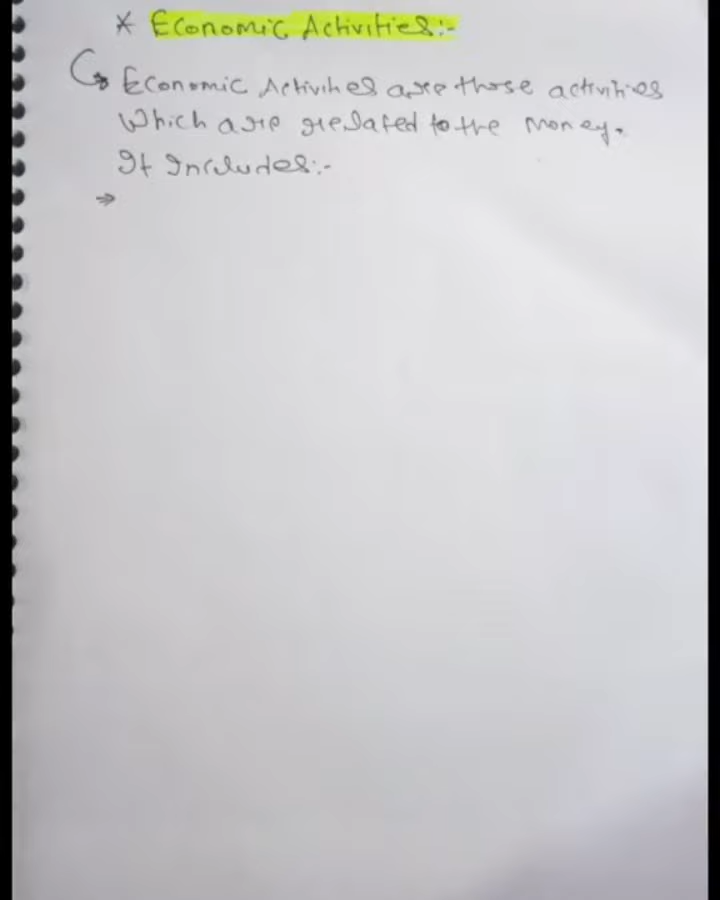 * Economic Activities:-
↪ Economic Activities are those activities
which are related to the money.
It Includes:-
⇒